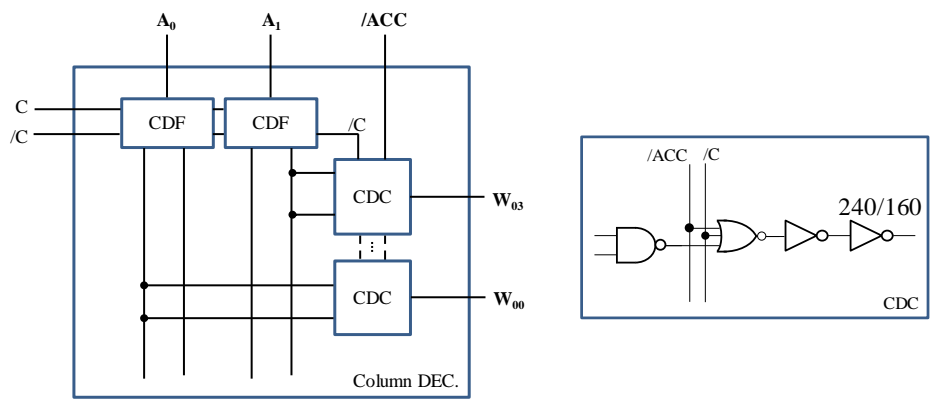 A₀ A₁ /ACC
C
/C
CDF CDF
/C
CDC
W₀₃
CDC
W₀₀
Column DEC.
/ACC /C
240/160
CDC